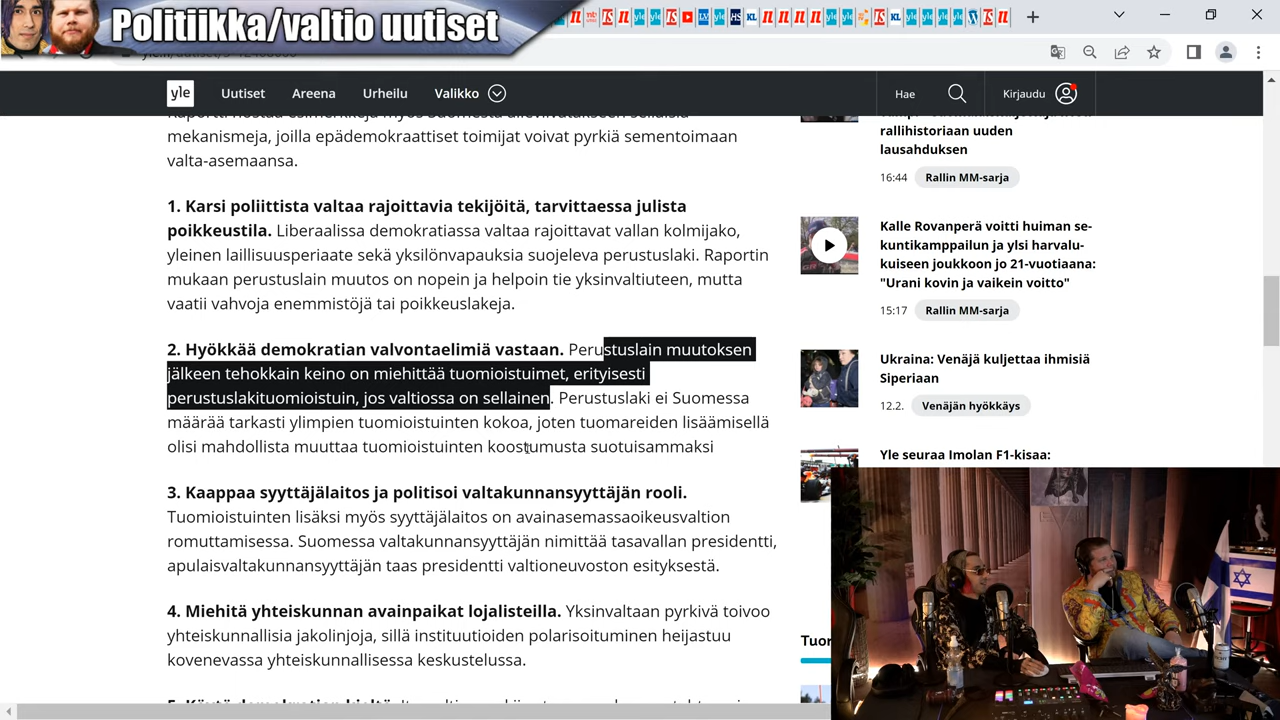 Politiikka/valtio uutiset
yle
Uutiset
Areena
Urheilu
Valikko
Hae
Kirjaudu
mekanismeja, joilla epädemokraattiset toimijat voivat pyrkiä sementoimaan
valta-asemaansa.
1. Karsi poliittista valtaa rajoittavia tekijöitä, tarvittaessa julista
poikkeustila. Liberaalissa demokratiassa valtaa rajoittavat vallan kolmijako,
yleinen laillisuusperiaate sekä yksilönvapauksia suojeleva perustuslaki. Raportin
mukaan perustuslain muutos on nopein ja helpoin tie yksinvaltiuteen, mutta
vaatii vahvoja enemmistöjä tai poikkeuslakeja.
2. Hyökkää demokratian valvontaelimiä vastaan. Perustuslain muutoksen
jälkeen tehokkain keino on miehittää tuomioistuimet, erityisesti
perustuslakituomioistuin, jos valtiossa on sellainen. Perustuslaki ei Suomessa
määrää tarkasti ylimpien tuomioistuinten kokoa, joten tuomareiden lisäämisellä
olisi mahdollista muuttaa tuomioistuinten koostumusta suotuisammaksi
3. Kaappaa syyttäjälaitos ja politisoi valtakunnansyyttäjän rooli.
Tuomioistuinten lisäksi myös syyttäjälaitos on avainasemassaoikeusvaltion
romuttamisessa. Suomessa valtakunnansyyttäjän nimittää tasavallan presidentti,
apulaisvaltakunnansyyttäjän taas presidentti valtioneuvoston esityksestä.
4. Miehitä yhteiskunnan avainpaikat lojalisteilla. Yksinvaltaan pyrkivä toivoo
yhteiskunnallisia jakolinjoja, sillä instituutioiden polarisoituminen heijastuu
kovenevassa yhteiskunnallisessa keskustelussa.
rallihistoriaan uuden
lausahduksen
16:44 Rallin MM-sarja
Kalle Rovanperä voitti huiman se-
kuntikamppailun ja ylsi harvalu-
kuiseen joukkoon jo 21-vuotiaana:
"Urani kovin ja vaikein voitto"
15:17 Rallin MM-sarja
Ukraina: Venäjä kuljettaa ihmisiä
Siperiaan
12.2. Venäjän hyökkäys
Yle seuraa Imolan F1-kisaa:
Tuor